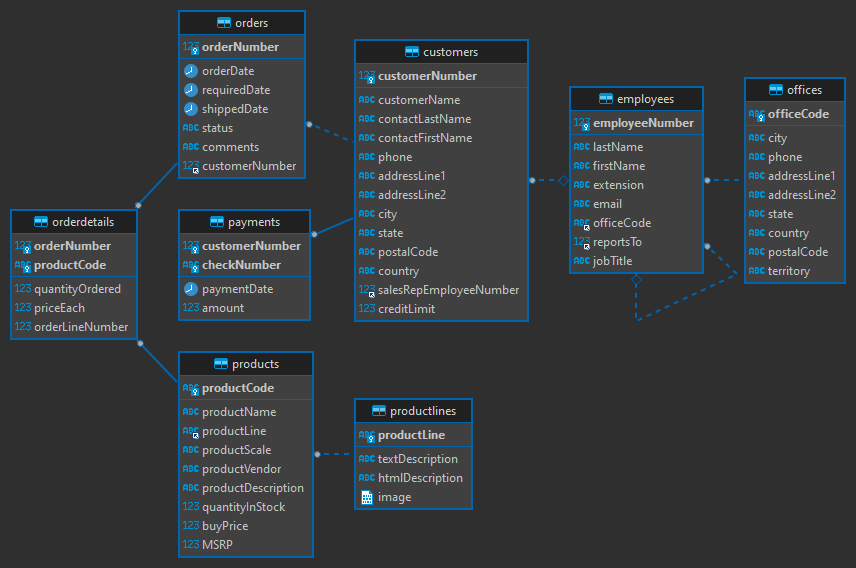 orders
123 orderNumber
orderDate
requiredDate
shippedDate
ABC status
ABC comments
123 customerNumber
customers
123 customerNumber
ABC customerName
ABC contactLastName
ABC contactFirstName
ABC phone
ABC addressLine1
ABC addressLine2
ABC city
ABC state
ABC postalCode
ABC country
123 salesRepEmployeeNumber
123 creditLimit
employees
123 employeeNumber
ABC lastName
ABC firstName
ABC extension
ABC email
ABC officeCode
123 reportsTo
ABC jobTitle
offices
ABC officeCode
ABC city
ABC phone
ABC addressLine1
ABC addressLine2
ABC state
ABC country
ABC postalCode
ABC territory
orderdetails
123 orderNumber
ABC productCode
123 quantityOrdered
123 priceEach
123 orderLineNumber
payments
123 customerNumber
ABC checkNumber
paymentDate
123 amount
products
ABC productCode
ABC productName
ABC productLine
ABC productScale
ABC productVendor
ABC productDescription
123 quantityInStock
123 buyPrice
123 MSRP
productlines
ABC productLine
ABC textDescription
ABC htmlDescription
image